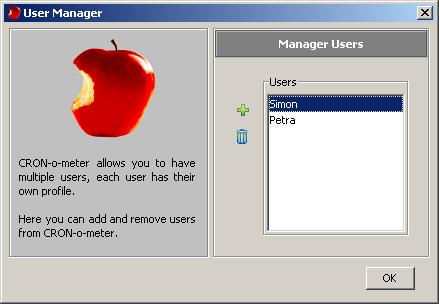 User Manager
CRON-o-meter allows you to have
multiple users, each user has their
own profile.
Here you can add and remove users
from CRON-o-meter.
Manager Users
Users
Simon
Petra
OK